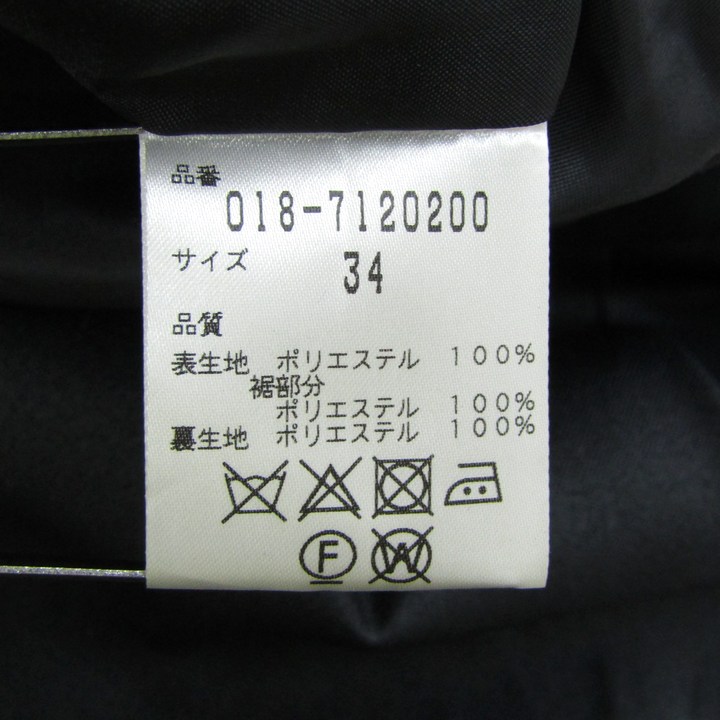 品番
018-7120200
サイズ 34
品質
表生地 ポリエステル 100%
裾部分
ポリエステル 100%
裏生地 ポリエステル 100%
F W